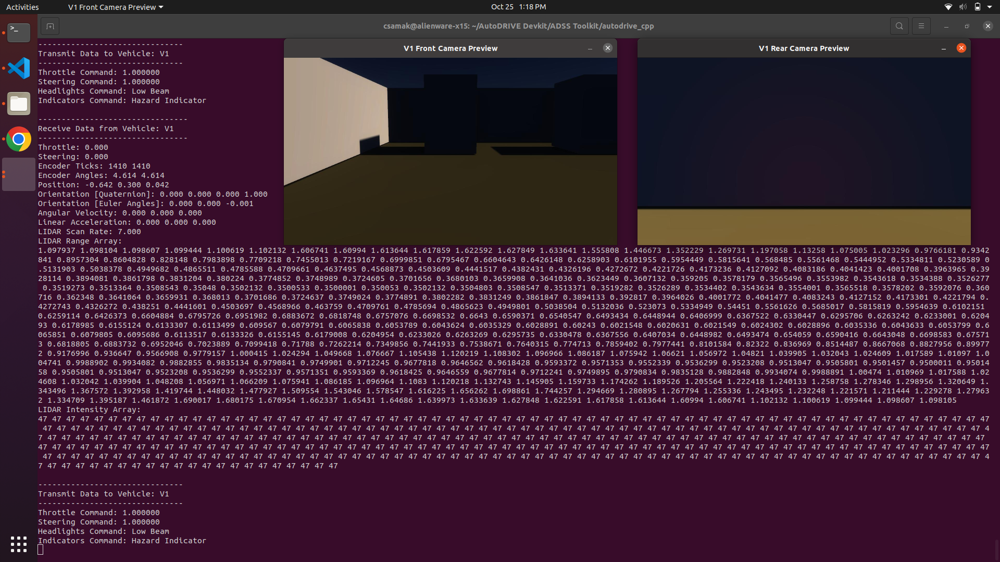 Activities
V1 Front Camera Preview
Oct 25 1:18 PM
csamak@alienware-x15: ~/AutoDRIVE Devkit/ADSS Toolkit/autodrive_cpp
V1 Front Camera Preview
V1 Rear Camera Preview
-------------------------------
Transmit Data to Vehicle: V1
-------------------------------
Throttle Command: 1.000000
Steering Command: 1.000000
Headlights Command: Low Beam
Indicators Command: Hazard Indicator
--------------------------------
Receive Data from Vehicle: V1
--------------------------------
Throttle: 0.000
Steering: 0.000
Encoder Ticks: 1410 1410
Encoder Angles: 4.614 4.614
Position: -0.642 0.300 0.042
Orientation [Quaternion]: 0.000 0.000 0.000 1.000
Orientation [Euler Angles]: 0.000 0.000 -0.001
Angular Velocity: 0.000 0.000 0.000
Linear Acceleration: 0.000 0.000 0.000
LIDAR Scan Rate: 7.000
LIDAR Range Array:
1.097937 1.098104 1.098607 1.099444 1.100619 1.102132 1.606741 1.60994 1.613644 1.617859 1.622592 1.627849 1.633641 1.555808 1.446673 1.352229 1.269731 1.197058 1.13258 1.075005 1.023296 0.9766181 0.9342
841 0.8957304 0.8604828 0.828148 0.7983898 0.7709218 0.7455013 0.7219167 0.6999851 0.6795467 0.6604643 0.6426148 0.6258903 0.6101955 0.5954449 0.5815641 0.568485 0.5561468 0.5444952 0.5334811 0.5230589 0
.5131903 0.5038378 0.4949682 0.4865511 0.4785588 0.4709661 0.4637495 0.4568873 0.4503609 0.4441517 0.4382431 0.4326196 0.4272672 0.4221726 0.4173236 0.4127092 0.4083186 0.4041423 0.4001708 0.3963965 0.39
28114 0.3894081 0.3861798 0.3831204 0.380224 0.3774852 0.3748989 0.3724605 0.3701656 0.3680103 0.3659908 0.3641036 0.3623449 0.3607132 0.359205 0.3578179 0.3565496 0.3553982 0.3543618 0.3534388 0.3526277
0.3519273 0.3513364 0.3508543 0.35048 0.3502132 0.3500533 0.3500001 0.350053 0.3502132 0.3504803 0.3508547 0.3513371 0.3519282 0.3526289 0.3534402 0.3543634 0.3554001 0.3565518 0.3578202 0.3592076 0.360
716 0.362348 0.3641064 0.3659931 0.368013 0.3701686 0.3724637 0.3749024 0.3774891 0.3802282 0.3831249 0.3861847 0.3894133 0.392817 0.3964026 0.4001772 0.4041477 0.4083243 0.4127152 0.4173301 0.4221794 0.
4272743 0.4326272 0.438251 0.4441601 0.4503697 0.4568966 0.463759 0.4709761 0.4785694 0.4865623 0.4949801 0.5038504 0.5132036 0.523073 0.5334949 0.54451 0.5561626 0.5685017 0.5815819 0.5954639 0.6102151
0.6259114 0.6426373 0.6604884 0.6795726 0.6951982 0.6883672 0.6818748 0.6757076 0.6698532 0.6643 0.6590371 0.6540547 0.6493434 0.6448944 0.6406999 0.6367522 0.6330447 0.6295706 0.6263242 0.6233001 0.6204
93 0.6178985 0.6155124 0.6133307 0.6113499 0.609567 0.6079791 0.6065838 0.6053789 0.6043624 0.6035329 0.6028891 0.60243 0.6021548 0.6020631 0.6021549 0.6024302 0.6028896 0.6035336 0.6043633 0.6053799 0.6
065851 0.6079805 0.6095686 0.6113517 0.6133326 0.6155145 0.6179008 0.6204954 0.6233026 0.6263269 0.6295735 0.6330478 0.6367556 0.6407034 0.6448982 0.6493474 0.654059 0.6590416 0.6643048 0.6698583 0.67571
3 0.6818805 0.6883732 0.6952046 0.7023889 0.7099418 0.71788 0.7262214 0.7349856 0.7441933 0.7538671 0.7640315 0.774713 0.7859402 0.7977441 0.8101584 0.82322 0.836969 0.8514487 0.8667068 0.8827956 0.89977
2 0.9176996 0.936647 0.9566908 0.9779157 1.000415 1.024294 1.049668 1.076667 1.105438 1.120219 1.108302 1.096966 1.086187 1.075942 1.06621 1.056972 1.04821 1.039905 1.032043 1.024609 1.017589 1.01097 1.0
04741 0.9988902 0.9934082 0.9882855 0.9835134 0.9790841 0.9749901 0.9712245 0.9677818 0.9646562 0.9618428 0.9593372 0.9571353 0.9552339 0.9536299 0.9523208 0.9513047 0.9505801 0.9501457 0.9500011 0.95014
58 0.9505801 0.9513047 0.9523208 0.9536299 0.9552337 0.9571351 0.9593369 0.9618425 0.9646559 0.9677814 0.9712241 0.9749895 0.9790834 0.9835128 0.9882848 0.9934074 0.9988891 1.00474 1.010969 1.017588 1.02
4608 1.032042 1.039904 1.048208 1.056971 1.066209 1.075941 1.086185 1.096964 1.1083 1.120218 1.132743 1.145905 1.159733 1.174262 1.189526 1.205564 1.222418 1.240133 1.258758 1.278346 1.298956 1.320649 1.
343496 1.367572 1.392958 1.419744 1.448032 1.477927 1.509554 1.543046 1.578547 1.616225 1.656262 1.698861 1.744257 1.294669 1.280895 1.267794 1.255336 1.243495 1.232248 1.221571 1.211444 1.229278 1.27963
2 1.334709 1.395187 1.461872 1.690017 1.680175 1.670954 1.662337 1.65431 1.64686 1.639973 1.633639 1.627848 1.622591 1.617858 1.613644 1.60994 1.606741 1.102132 1.100619 1.099444 1.098607 1.098105
LIDAR Intensity Array:
47 47 47 47 47 47 47 47 47 47 47 47 47 47 47 47 47 47 47 47 47 47 47 47 47 47 47 47 47 47 47 47 47 47 47 47 47 47 47 47 47 47 47 47 47 47 47 47 47 47 47 47 47 47 47 47 47 47 47 47 47 47 47 47 47 47 47 47
47 47 47 47 47 47 47 47 47 47 47 47 47 47 47 47 47 47 47 47 47 47 47 47 47 47 47 47 47 47 47 47 47 47 47 47 47 47 47 47 47 47 47 47 47 47 47 47 47 47 47 47 47 47 47 47 47 47 47 47 47 47 47 47 47 47 47 4
7 47 47 47 47 47 47 47 47 47 47 47 47 47 47 47 47 47 47 47 47 47 47 47 47 47 47 47 47 47 47 47 47 47 47 47 47 47 47 47 47 47 47 47 47 47 47 47 47 47 47 47 47 47 47 47 47 47 47 47 47 47 47 47 47 47 47 47
47 47 47 47 47 47 47 47 47 47 47 47 47 47 47 47 47 47 47 47 47 47 47 47 47 47 47 47 47 47 47 47 47 47 47 47 47 47 47 47 47 47 47 47 47 47 47 47 47 47 47 47 47 47 47 47 47 47 47 47 47 47 47 47 47 47 47 47
47 47 47 47 47 47 47 47 47 47 47 47 47 47 47 47 47 47 47 47 47 47 47 47 47 47 47 47 47 47 47 47 47 47 47 47 47 47 47 47 47 47 47 47 47 47 47 47 47 47 47 47 47 47 47 47 47 47 47 47 47 47 47 47 47 47 47 4
7 47 47 47 47 47 47 47 47 47 47 47 47 47 47 47 47 47 47 47 47 47
-------------------------------
Transmit Data to Vehicle: V1
-------------------------------
Throttle Command: 1.000000
Steering Command: 1.000000
Headlights Command: Low Beam
Indicators Command: Hazard Indicator